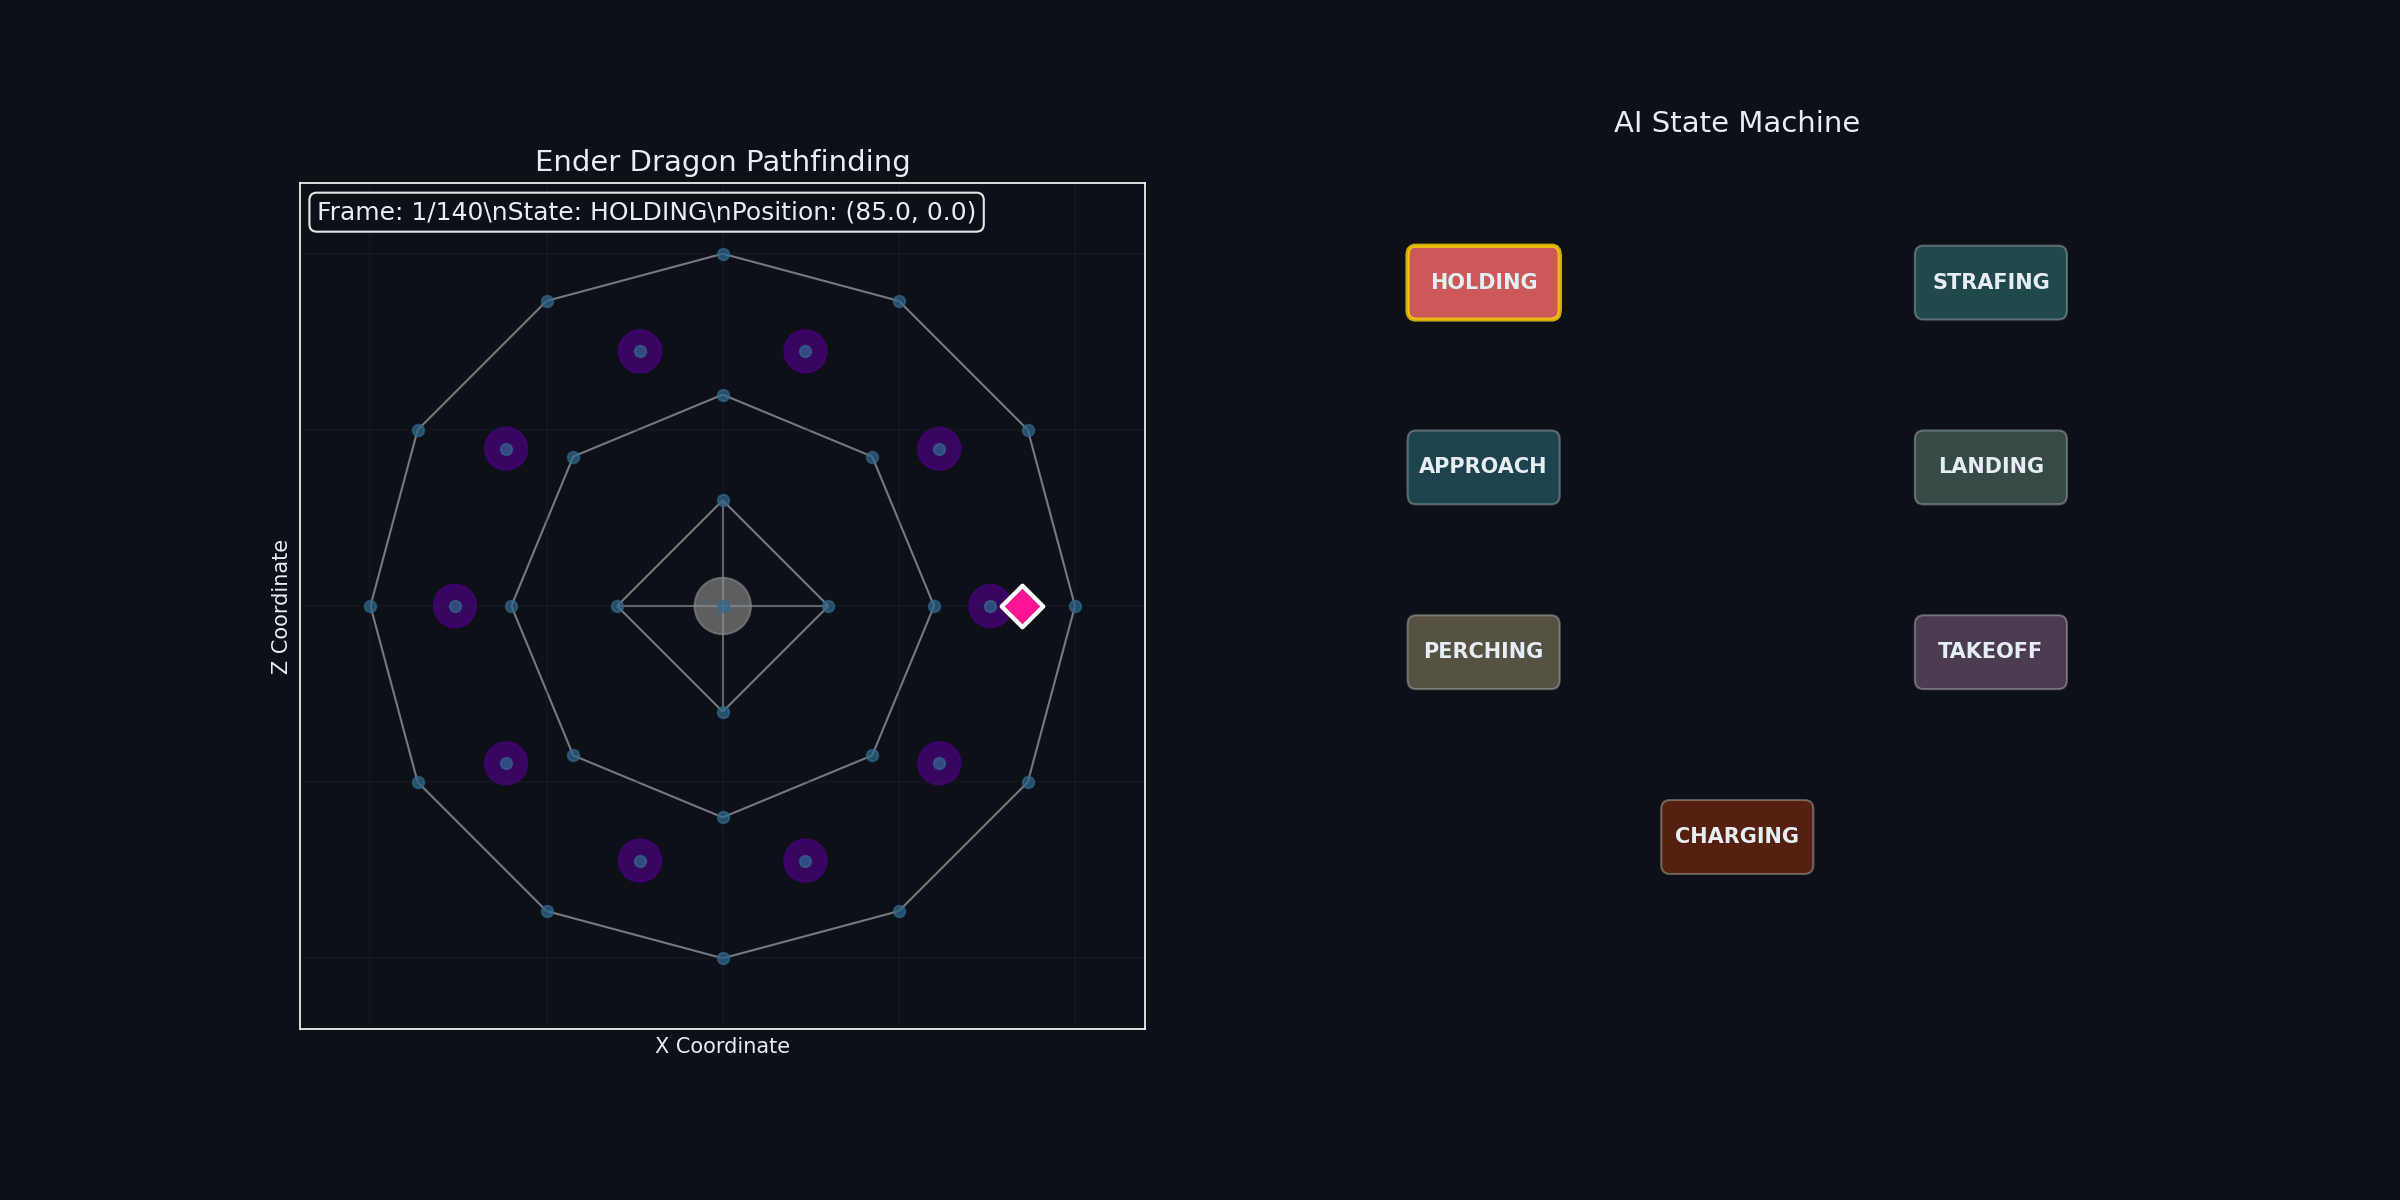 AI State Machine
Ender Dragon Pathfinding
Frame: 1/140\nState: HOLDING\nPosition: (85.0, 0.0)
Z Coordinate
X Coordinate
HOLDING
STRAFING
APPROACH
LANDING
PERCHING
TAKEOFF
CHARGING